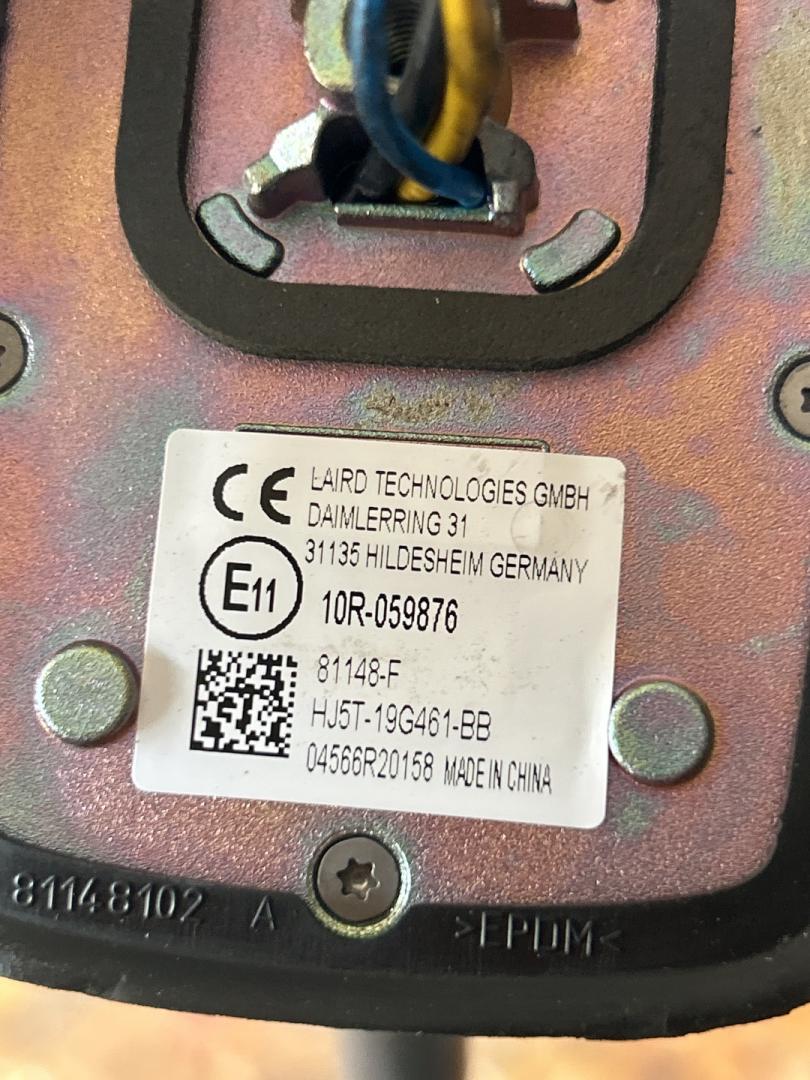 CE
LAIRD TECHNOLOGIES GMBH
DAIMLERRING 31
31135 HILDESHEIM GERMANY
E11
10R-059876
81148-F
HJ5T-19G461-BB
04566R20158 MADE IN CHINA
81148102 A >EPDM<